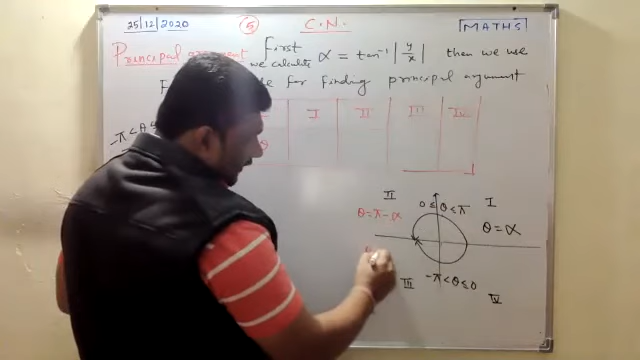 25/12/2020 5 C.N. MATHS
Principal argument First we calculate α = tan⁻¹ |y/x| then we use
for finding principal argument
I II III IV
-π < A
θ
II 0 ≤ θ ≤ π I
θ = π - α θ = α
III -π < θ ≤ 0 IV